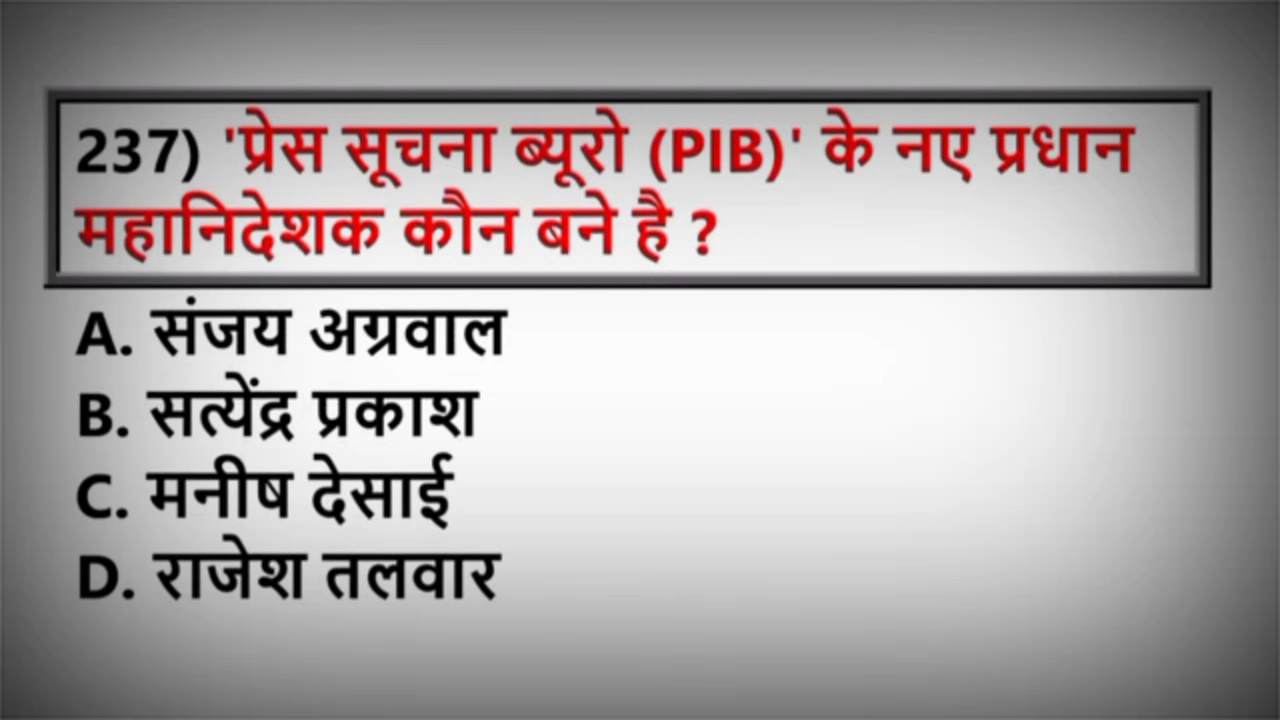 237) 'प्रेस सूचना ब्यूरो (PIB)' के नए प्रधान
महानिदेशक कौन बने है ?
A. संजय अग्रवाल
B. सत्येंद्र प्रकाश
C. मनीष देसाई
D. राजेश तलवार